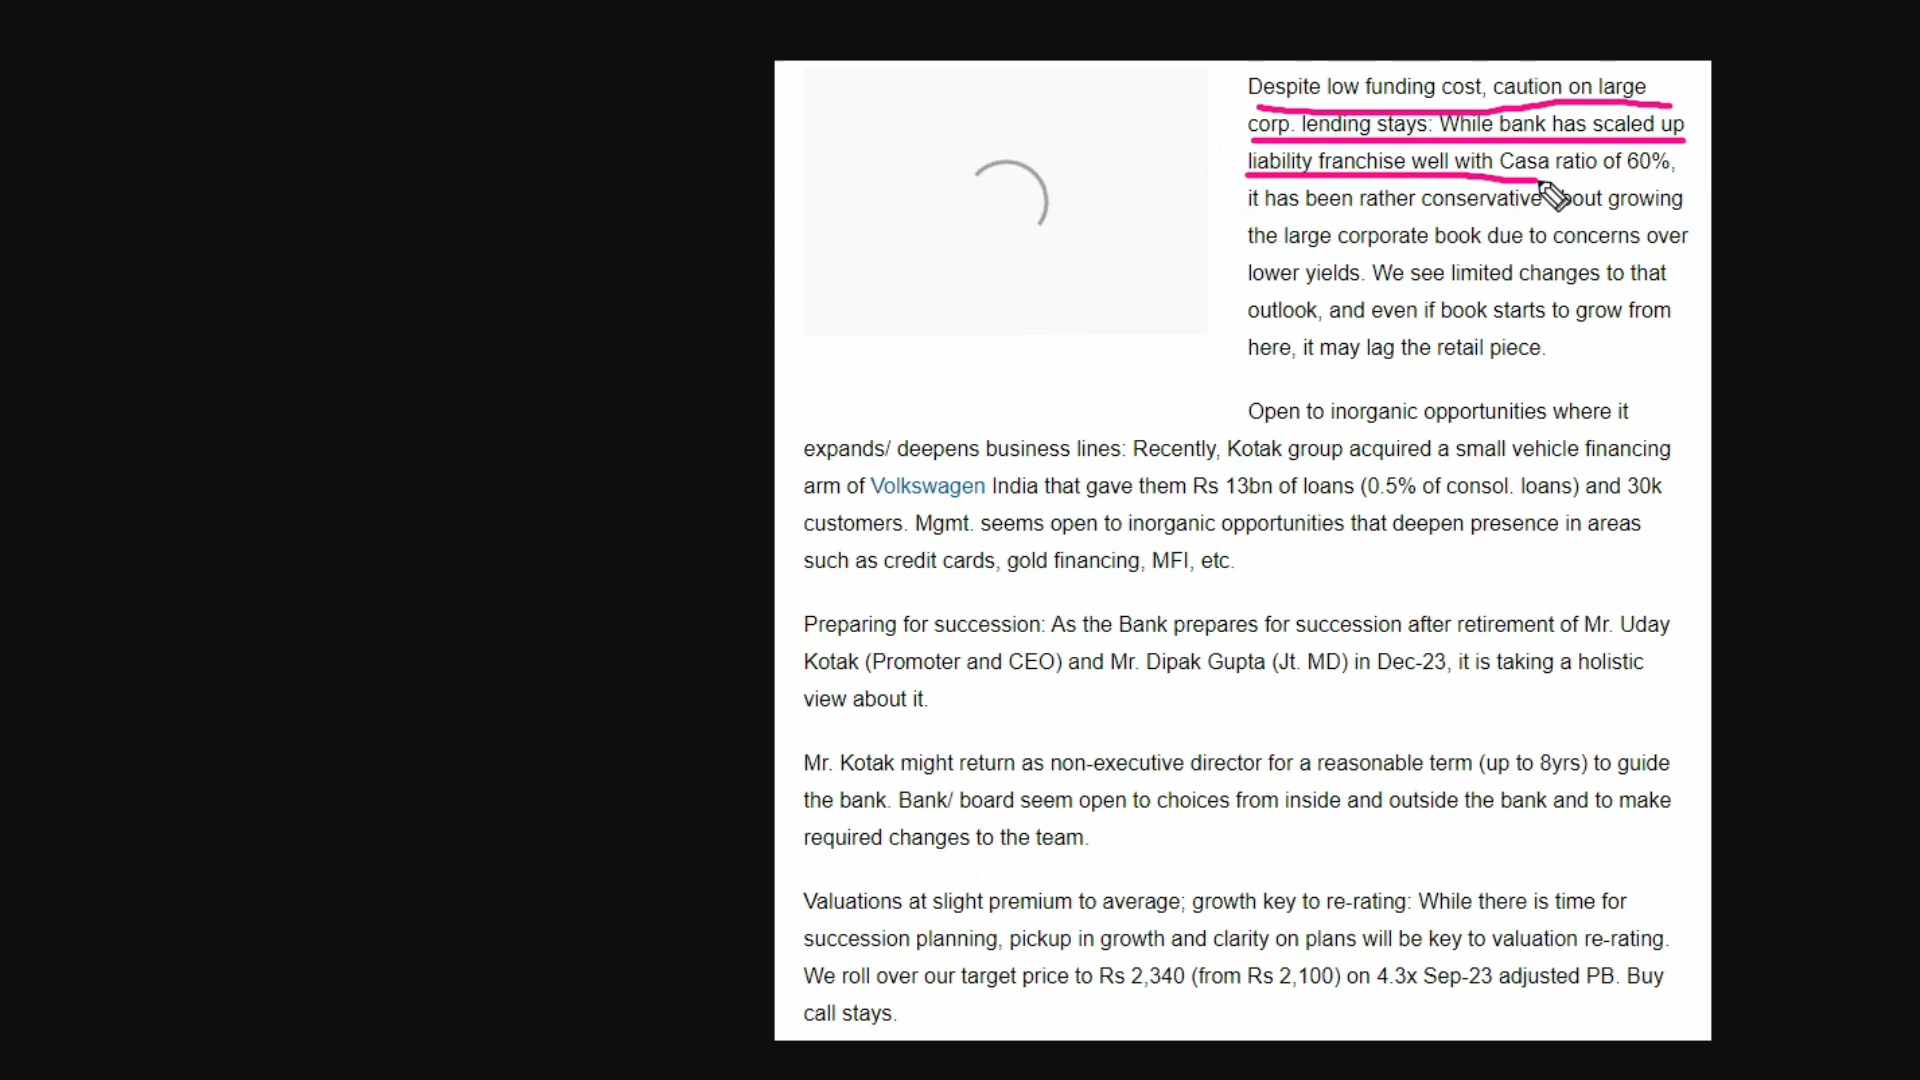 Despite low funding cost, caution on large
corp. lending stays: While bank has scaled up
liability franchise well with Casa ratio of 60%,
it has been rather conservative about growing
the large corporate book due to concerns over
lower yields. We see limited changes to that
outlook, and even if book starts to grow from
here, it may lag the retail piece.
Open to inorganic opportunities where it
expands/ deepens business lines: Recently, Kotak group acquired a small vehicle financing
arm of Volkswagen India that gave them Rs 13bn of loans (0.5% of consol. loans) and 30k
customers. Mgmt. seems open to inorganic opportunities that deepen presence in areas
such as credit cards, gold financing, MFI, etc.
Preparing for succession: As the Bank prepares for succession after retirement of Mr. Uday
Kotak (Promoter and CEO) and Mr. Dipak Gupta (Jt. MD) in Dec-23, it is taking a holistic
view about it.
Mr. Kotak might return as non-executive director for a reasonable term (up to 8yrs) to guide
the bank. Bank/ board seem open to choices from inside and outside the bank and to make
required changes to the team.
Valuations at slight premium to average; growth key to re-rating: While there is time for
succession planning, pickup in growth and clarity on plans will be key to valuation re-rating.
We roll over our target price to Rs 2,340 (from Rs 2,100) on 4.3x Sep-23 adjusted PB. Buy
call stays.